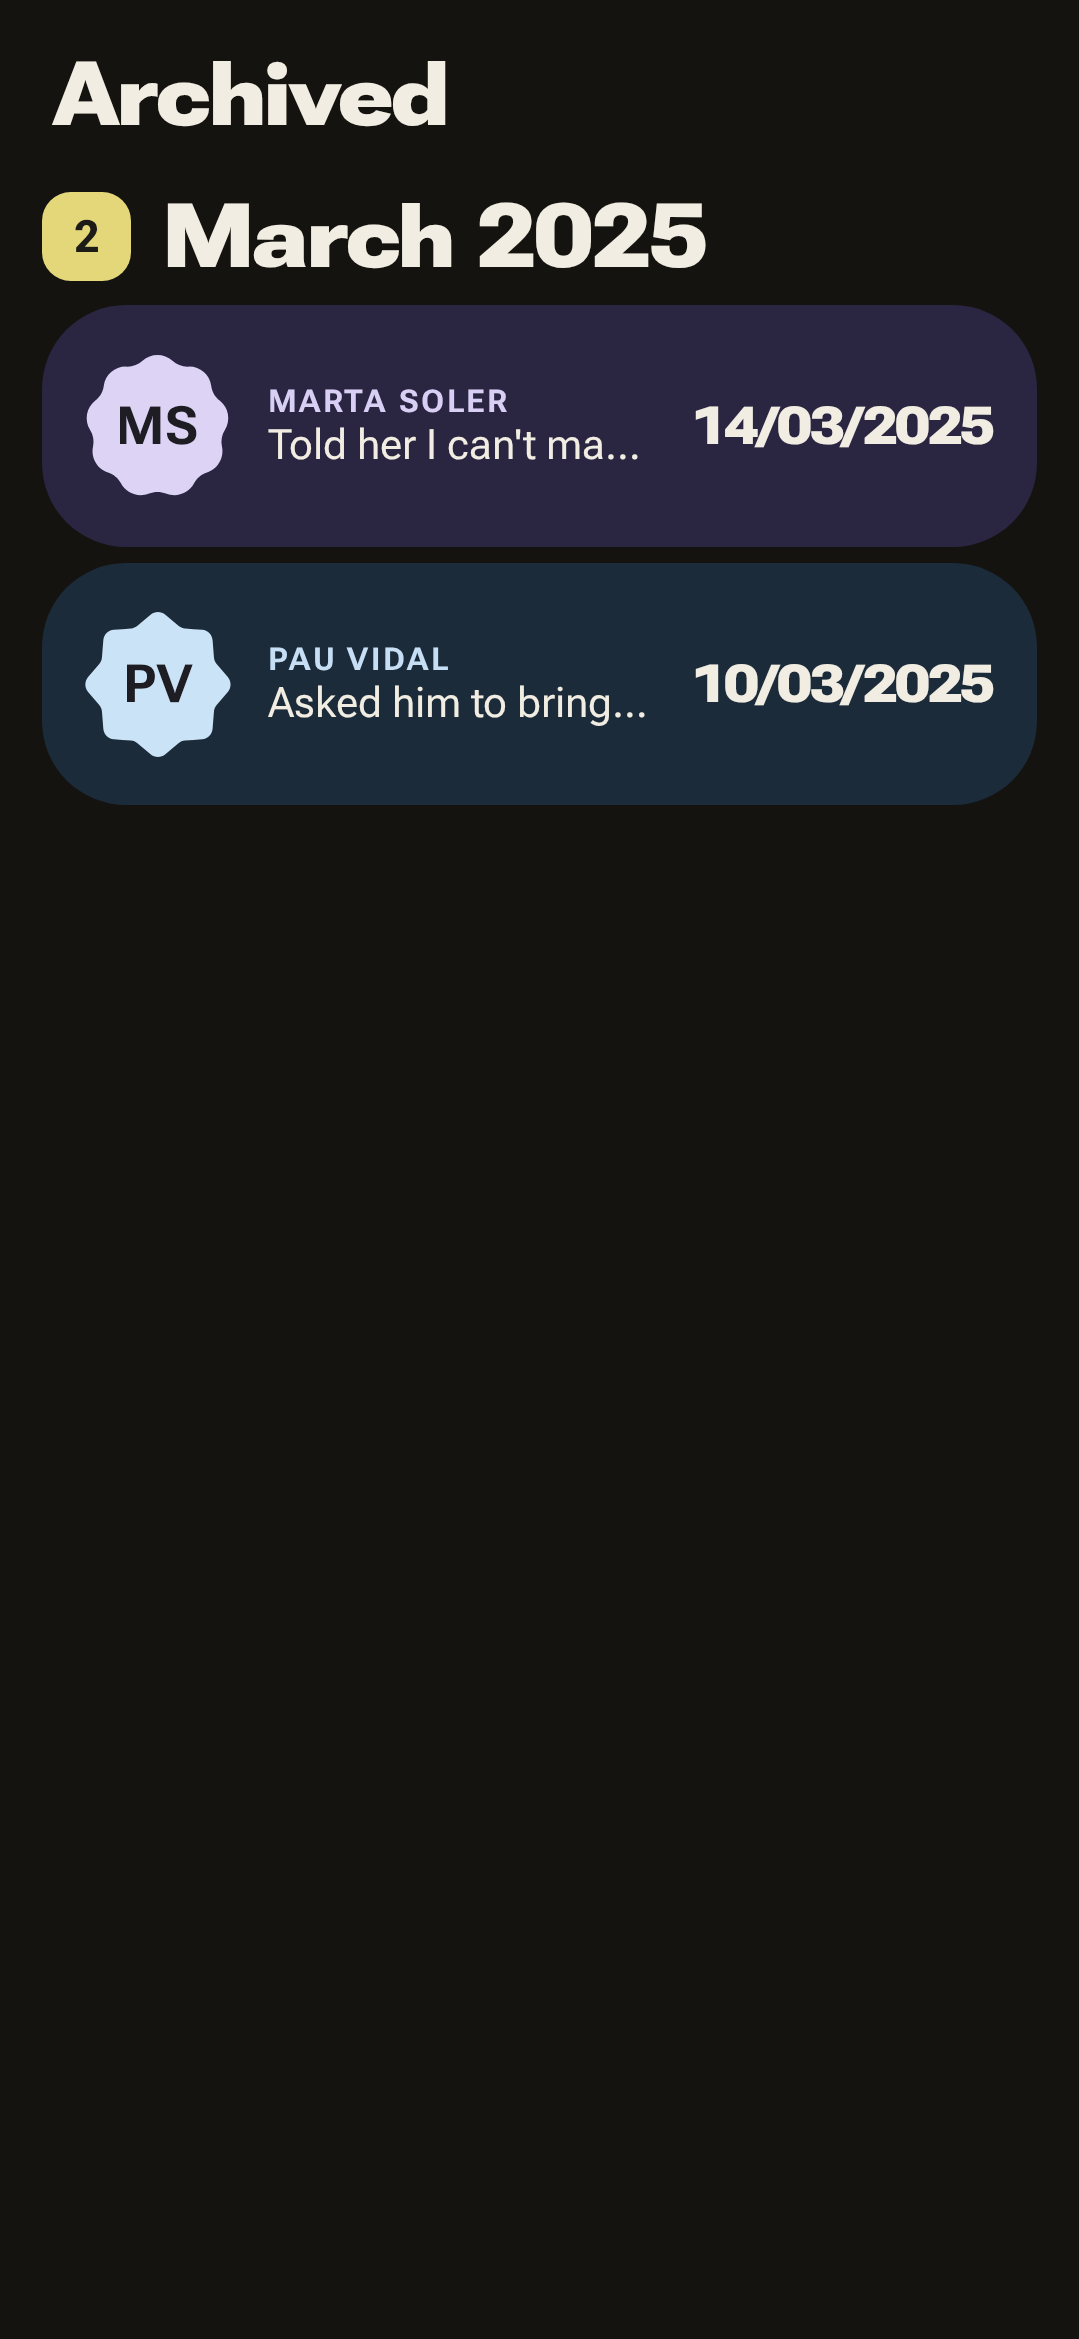 Archived
2 March 2025
MS
MARTA SOLER
Told her I can't ma...
14/03/2025
PV
PAU VIDAL
Asked him to bring...
10/03/2025